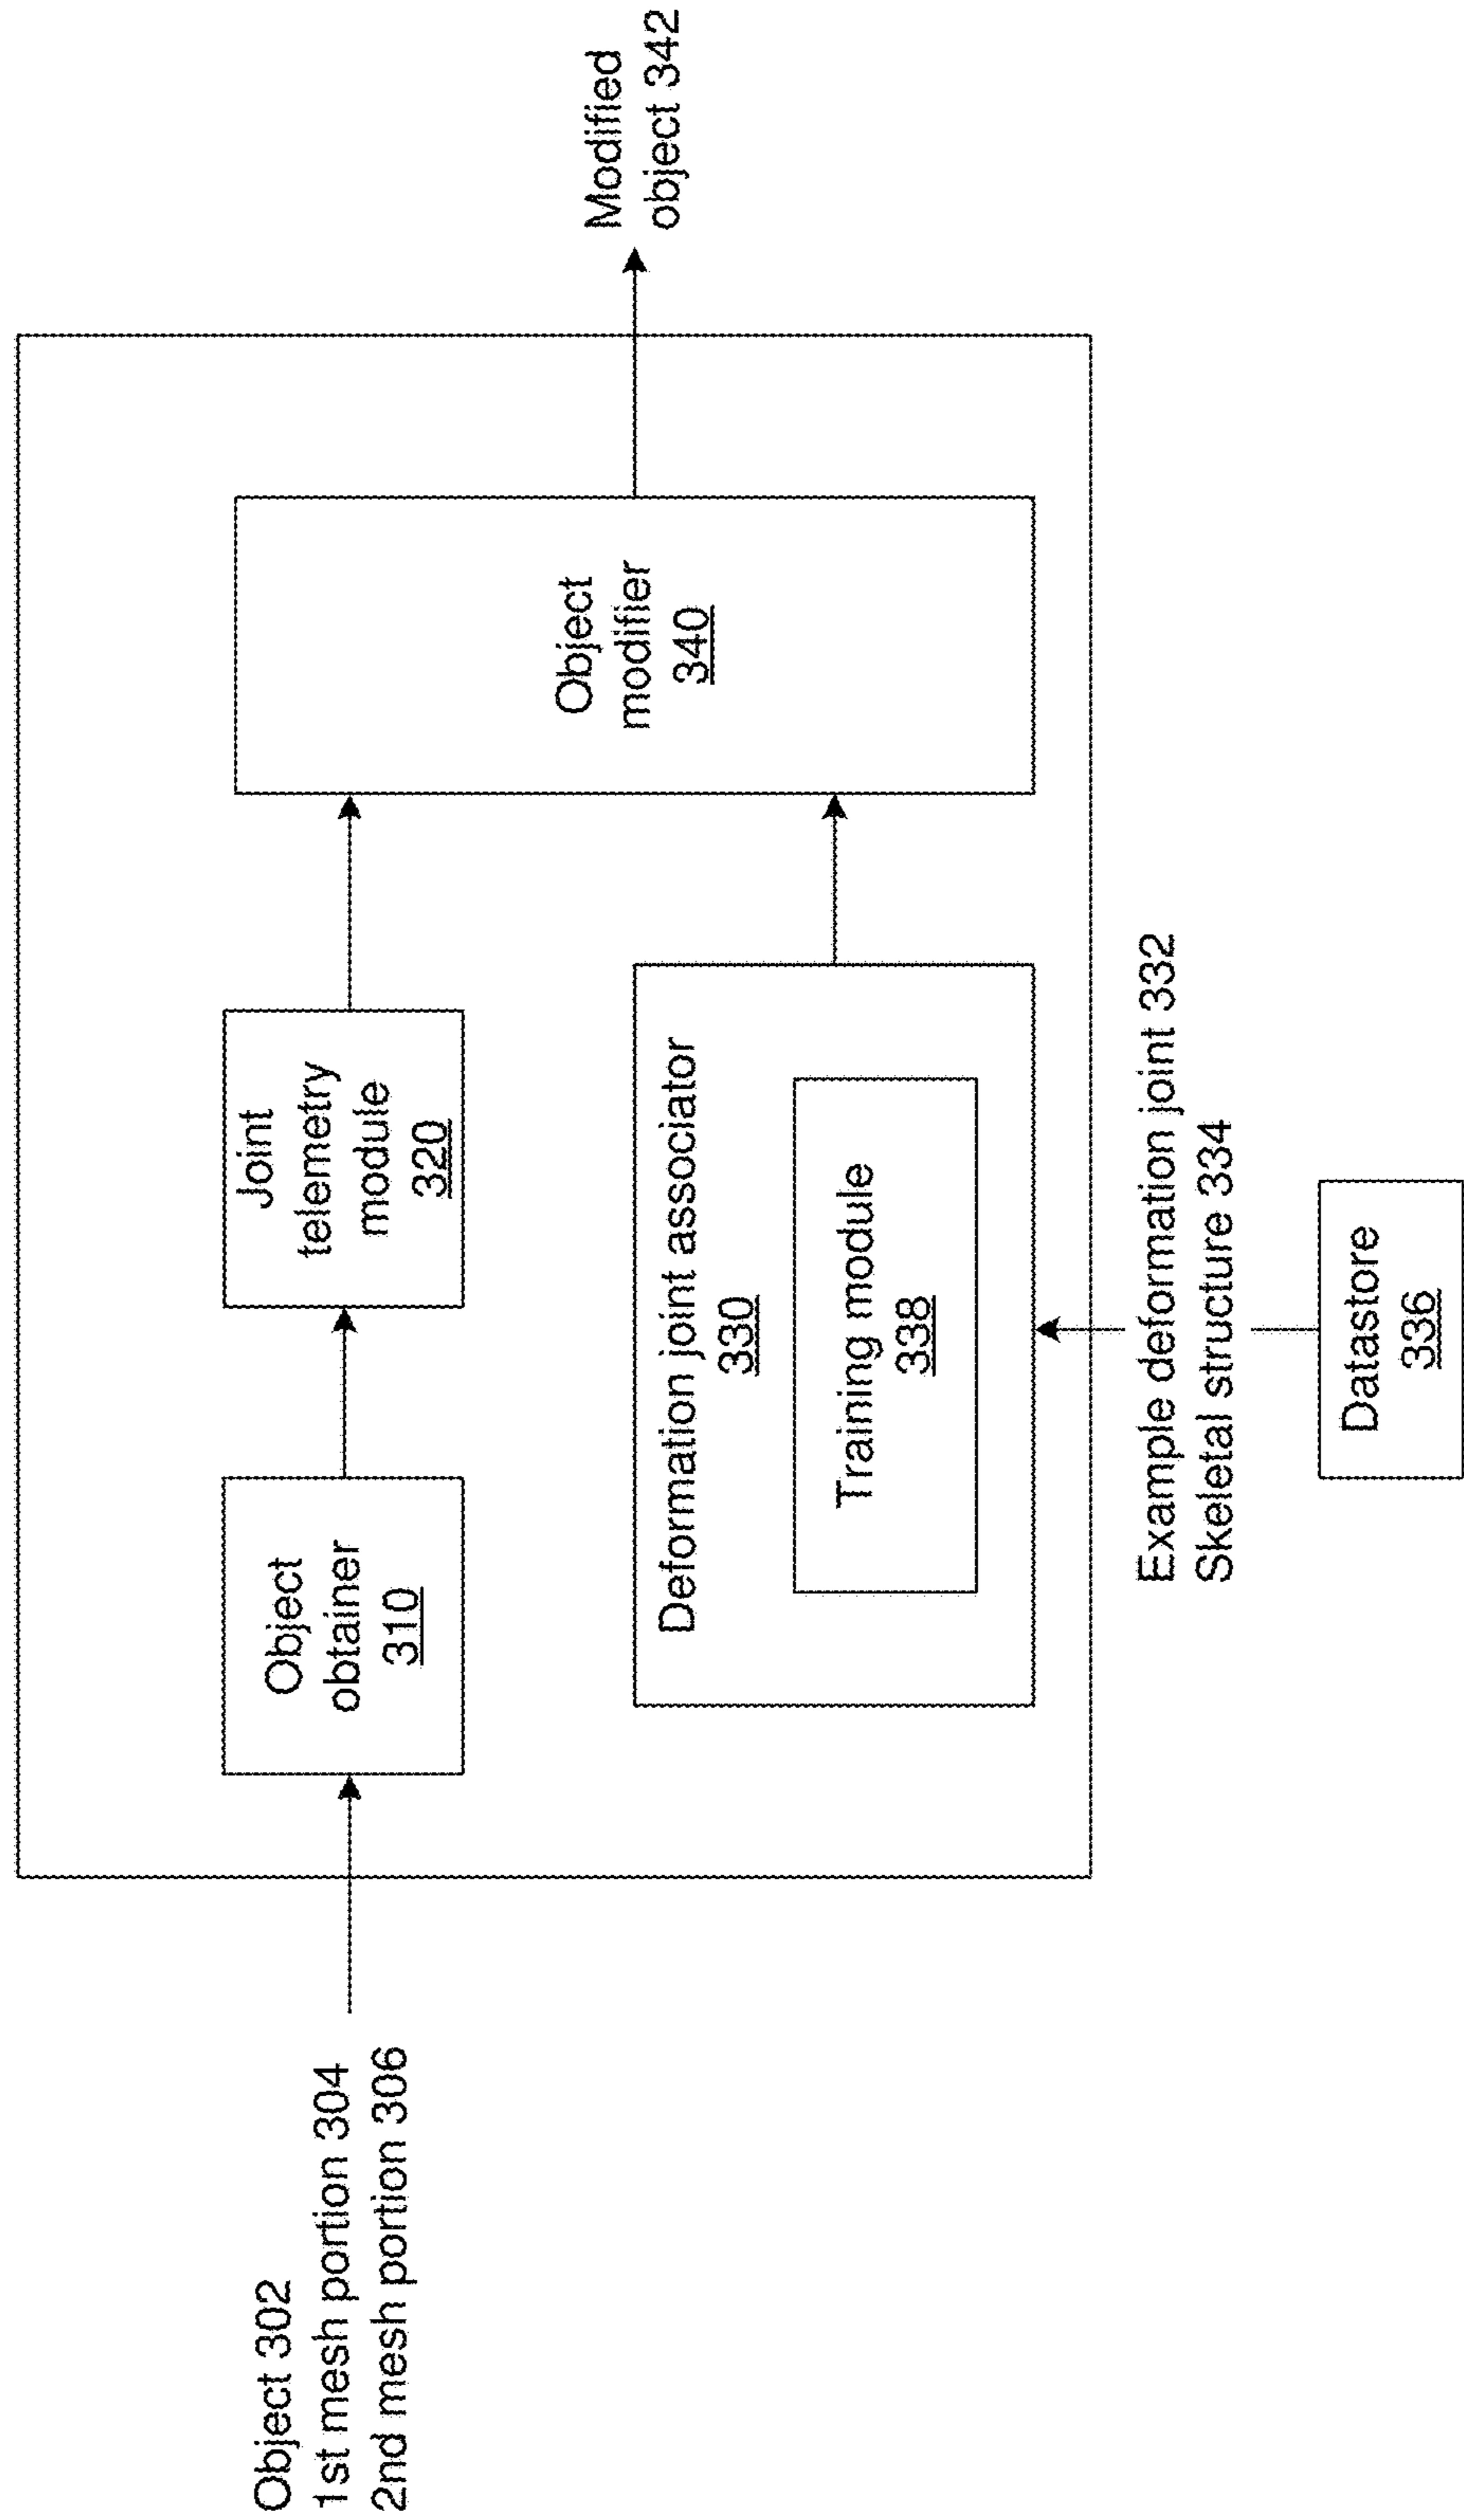 Object 302
1st mesh portion 304
2nd mesh portion 306
Object
obtainer
310
Joint
telemetry
module
320
Deformation joint associator
330
Training module
338
Object
modifier
340
Modified
object 342
Example deformation joint 332
Skeletal structure 334
Datastore
336